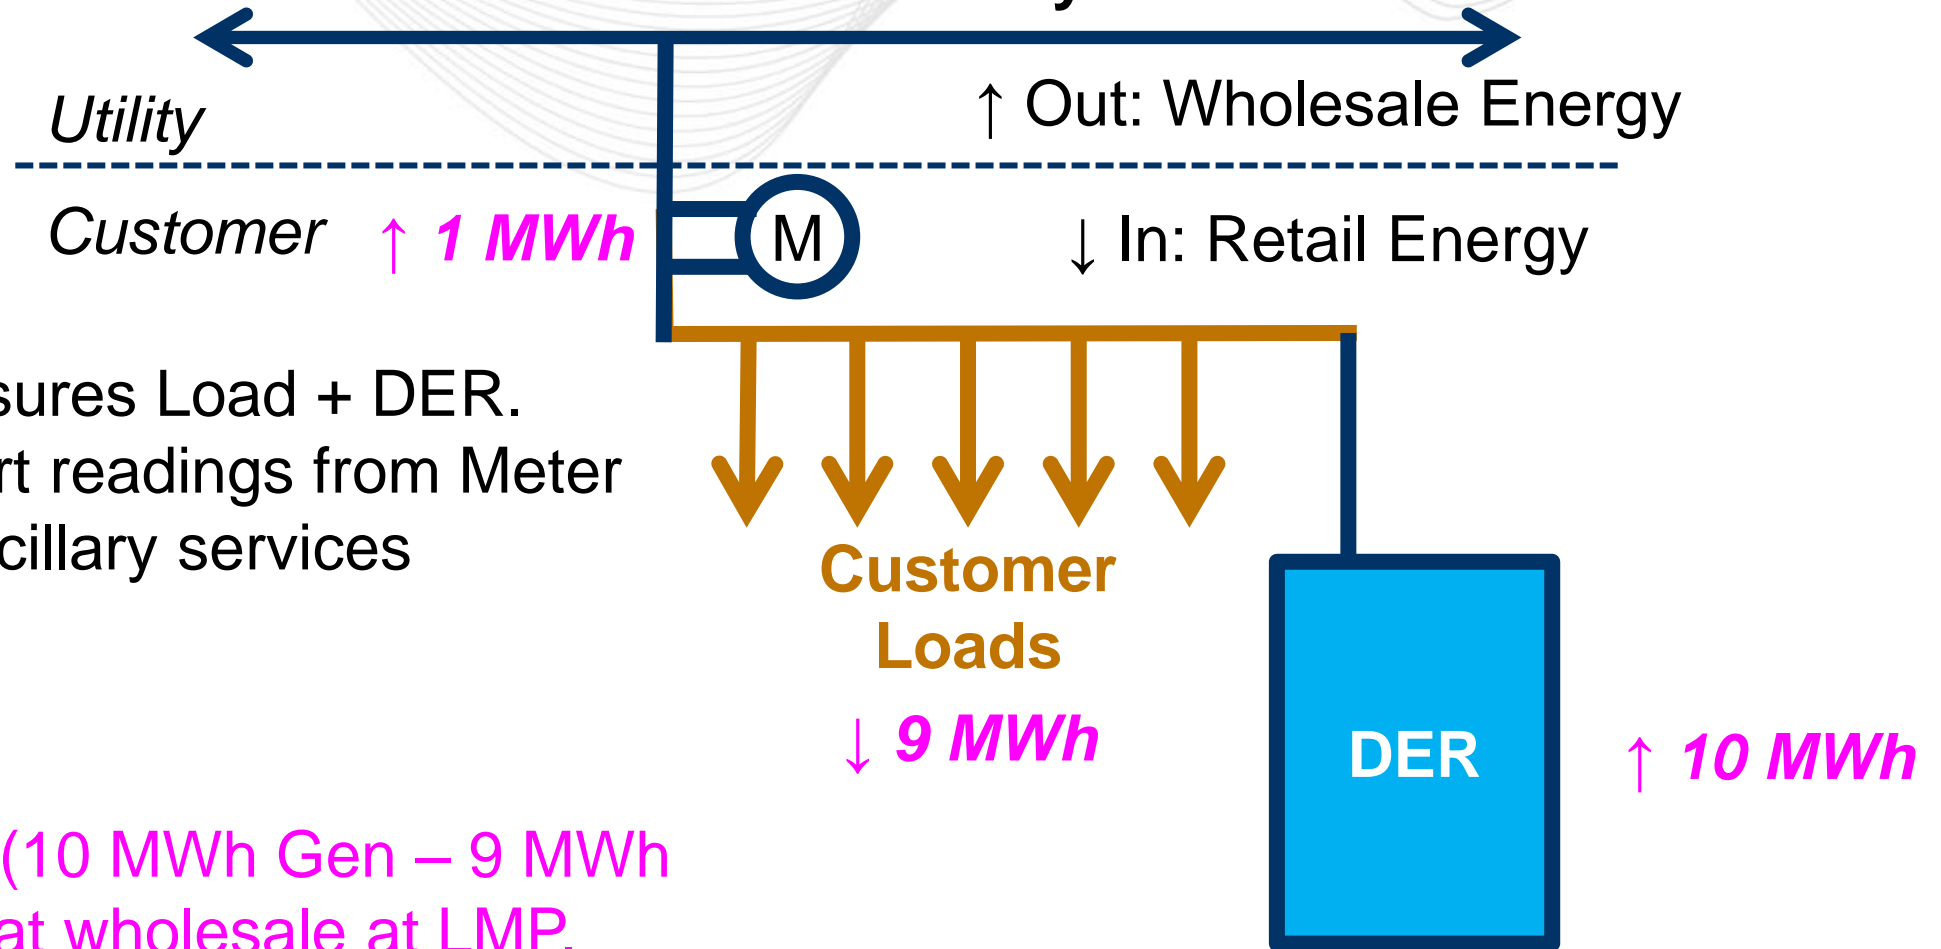 Utility
↑ Out: Wholesale Energy
Customer ↑ 1 MWh
M
↓ In: Retail Energy
sures Load + DER.
rt readings from Meter
cillary services
Customer
Loads
↓ 9 MWh
DER
↑ 10 MWh
(10 MWh Gen – 9 MWh
at wholesale at LMP.